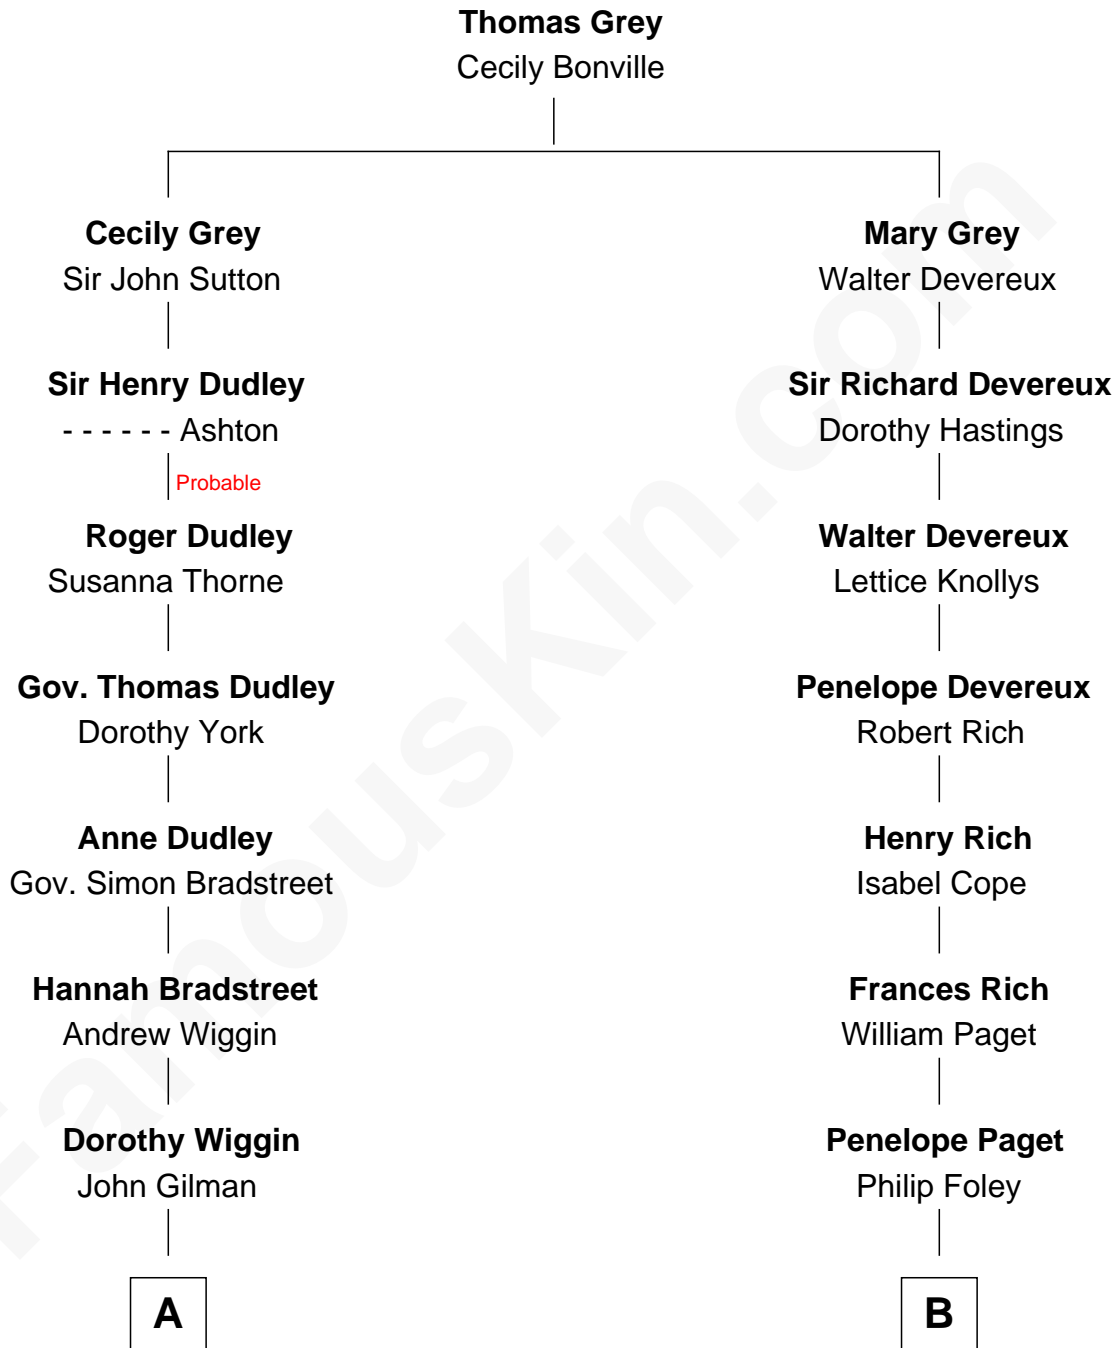 Thomas Grey
Cecily Bonville
Cecily Grey
Sir John Sutton
Mary Grey
Walter Devereux
Sir Henry Dudley
- - - - - - Ashton
Probable
Sir Richard Devereux
Dorothy Hastings
Roger Dudley
Susanna Thorne
Walter Devereux
Lettice Knollys
Gov. Thomas Dudley
Dorothy York
Penelope Devereux
Robert Rich
Anne Dudley
Gov. Simon Bradstreet
Henry Rich
Isabel Cope
Hannah Bradstreet
Andrew Wiggin
Frances Rich
William Paget
Dorothy Wiggin
John Gilman
Penelope Paget
Philip Foley
A
B
FamousKin.com